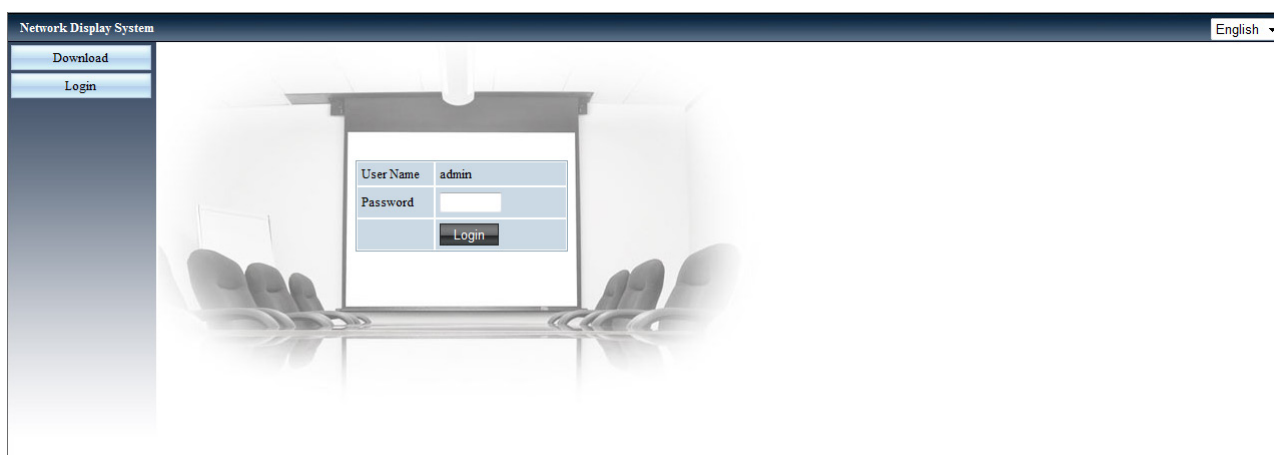 Network Display System
English
Download
Login
User Name admin
Password
Login